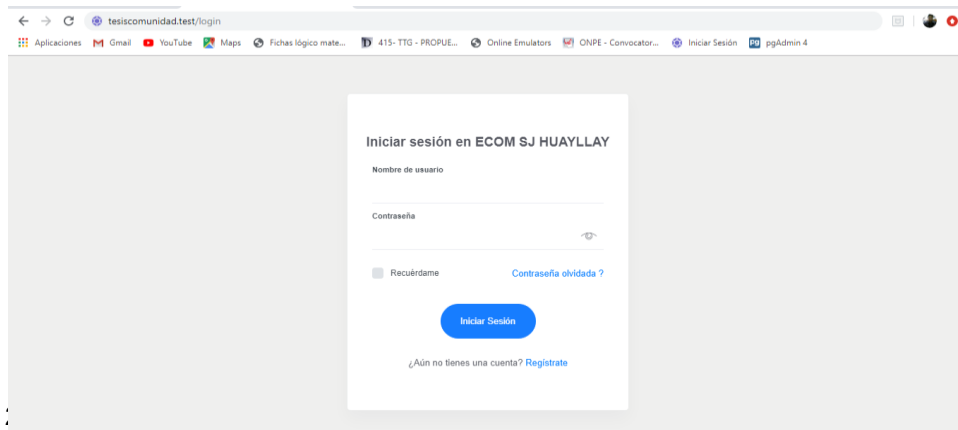 tesiscomunidad.test/login
Aplicaciones Gmail YouTube Maps Fichas lógico mate... 415- TTG - PROPUE... Online Emulators ONPE - Convocator... Iniciar Sesión pgAdmin 4
Iniciar sesión en ECOM SJ HUAYLLAY
Nombre de usuario
Contraseña
Recuérdame Contraseña olvidada ?
Iniciar Sesión
¿Aún no tienes una cuenta? Regístrate